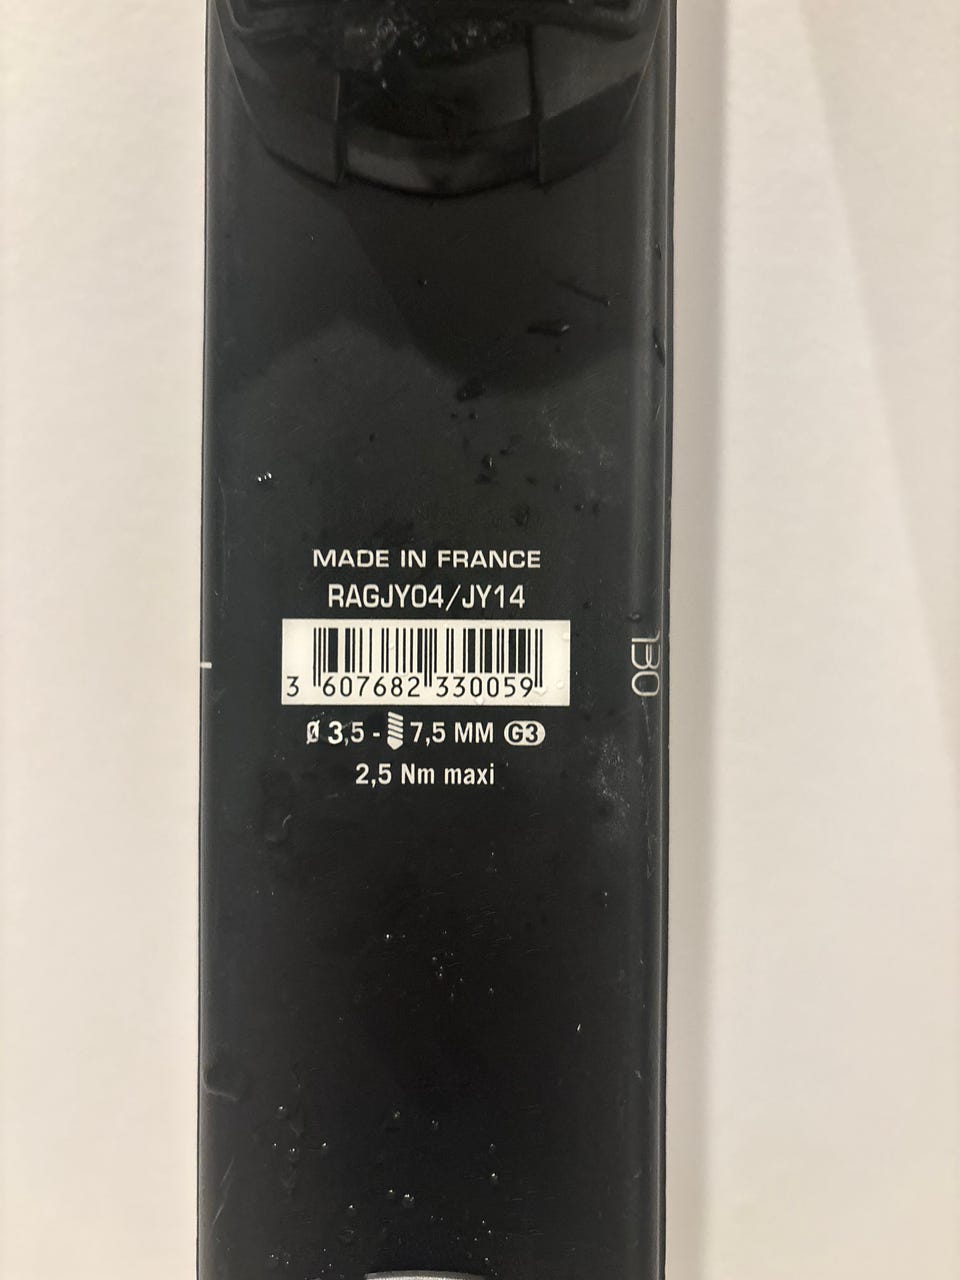 MADE IN FRANCE
RAGJY04/JY14
3 607682 330059
Ø 3,5 - 7,5 MM G3
2,5 Nm maxi
130